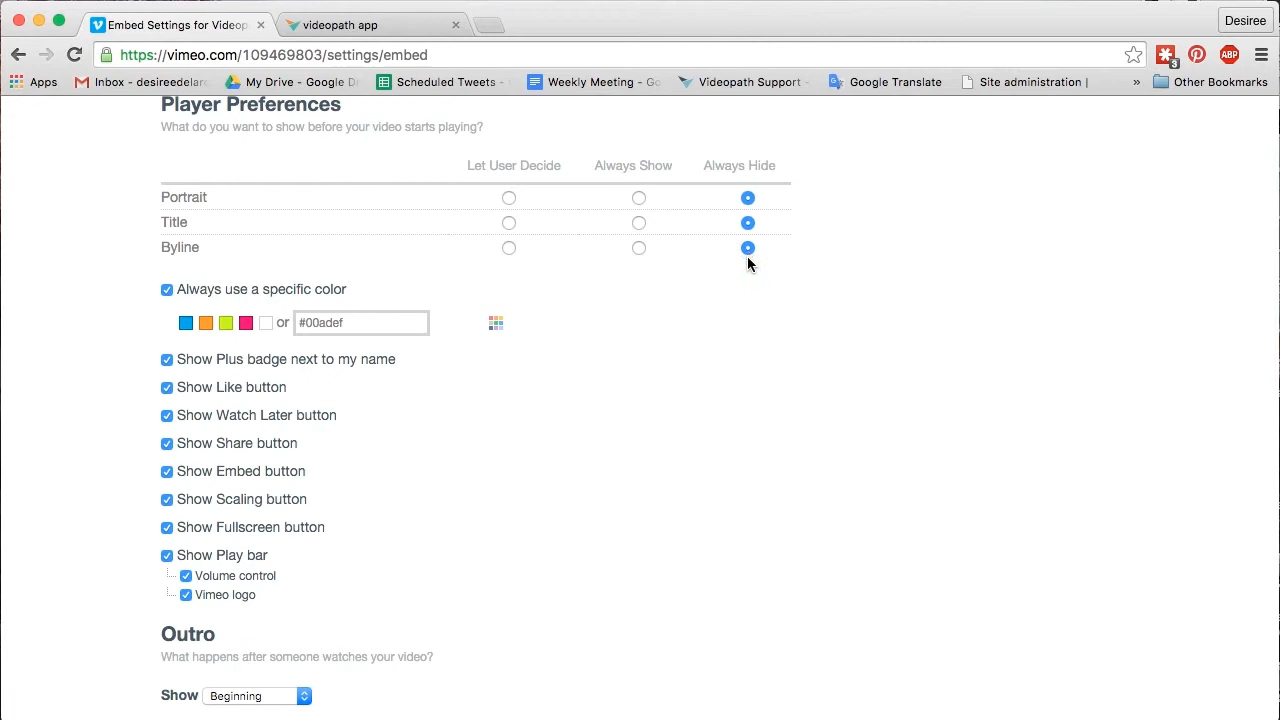 Embed Settings for Videop
videopath app
Desiree
https://vimeo.com/109469803/settings/embed
3
ABP
Apps
Inbox - desireedelar
My Drive - Google Dr
Scheduled Tweets -
Weekly Meeting - Go
Videopath Support -
Google Translate
Site administration |
»
Other Bookmarks
Player Preferences
What do you want to show before your video starts playing?
Let User Decide Always Show Always Hide
Portrait
Title
Byline
Always use a specific color
or #00adef
Show Plus badge next to my name
Show Like button
Show Watch Later button
Show Share button
Show Embed button
Show Scaling button
Show Fullscreen button
Show Play bar
Volume control
Vimeo logo
Outro
What happens after someone watches your video?
Show Beginning